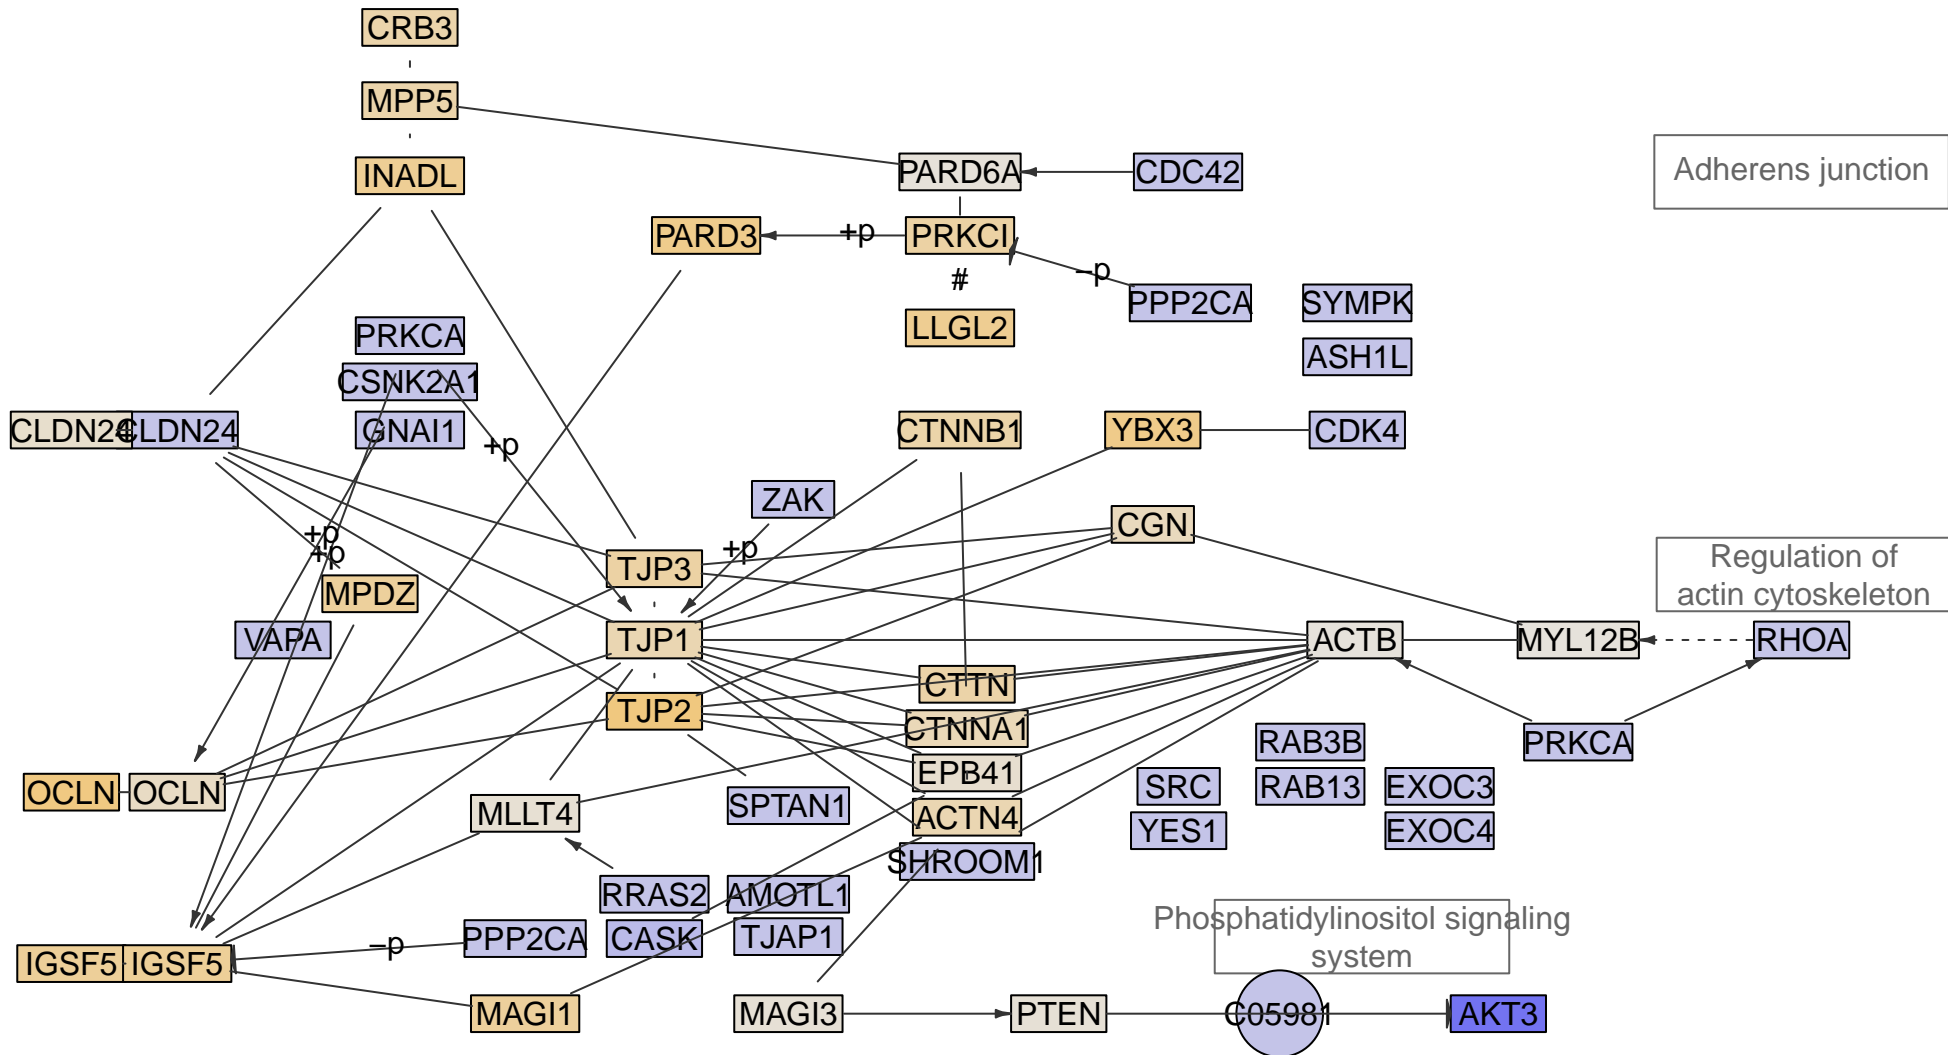 CRB3
MPP5
INADL
PARD6A
CDC42
Adherens junction
PARD3
+p
PRKCI
−p
#
PPP2CA
SYMPK
PRKCA
LLGL2
ASH1L
CSNK2A1
CLDN24
CLDN24
GNAI1
+p
CTNNB1
YBX3
CDK4
ZAK
CGN
+p
+p
+p
TJP3
Regulation of
actin cytoskeleton
MPDZ
VAPA
TJP1
ACTB
MYL12B
RHOA
CTTN
TJP2
CTNNA1
RAB3B
PRKCA
EPB41
OCLN
OCLN
SRC
RAB13
EXOC3
MLLT4
SPTAN1
ACTN4
YES1
EXOC4
SHROOM1
RRAS2
AMOTL1
Phosphatidylinositol signaling
system
PPP2CA
CASK
TJAP1
−p
IGSF5
IGSF5
MAGI1
MAGI3
PTEN
C05981
AKT3